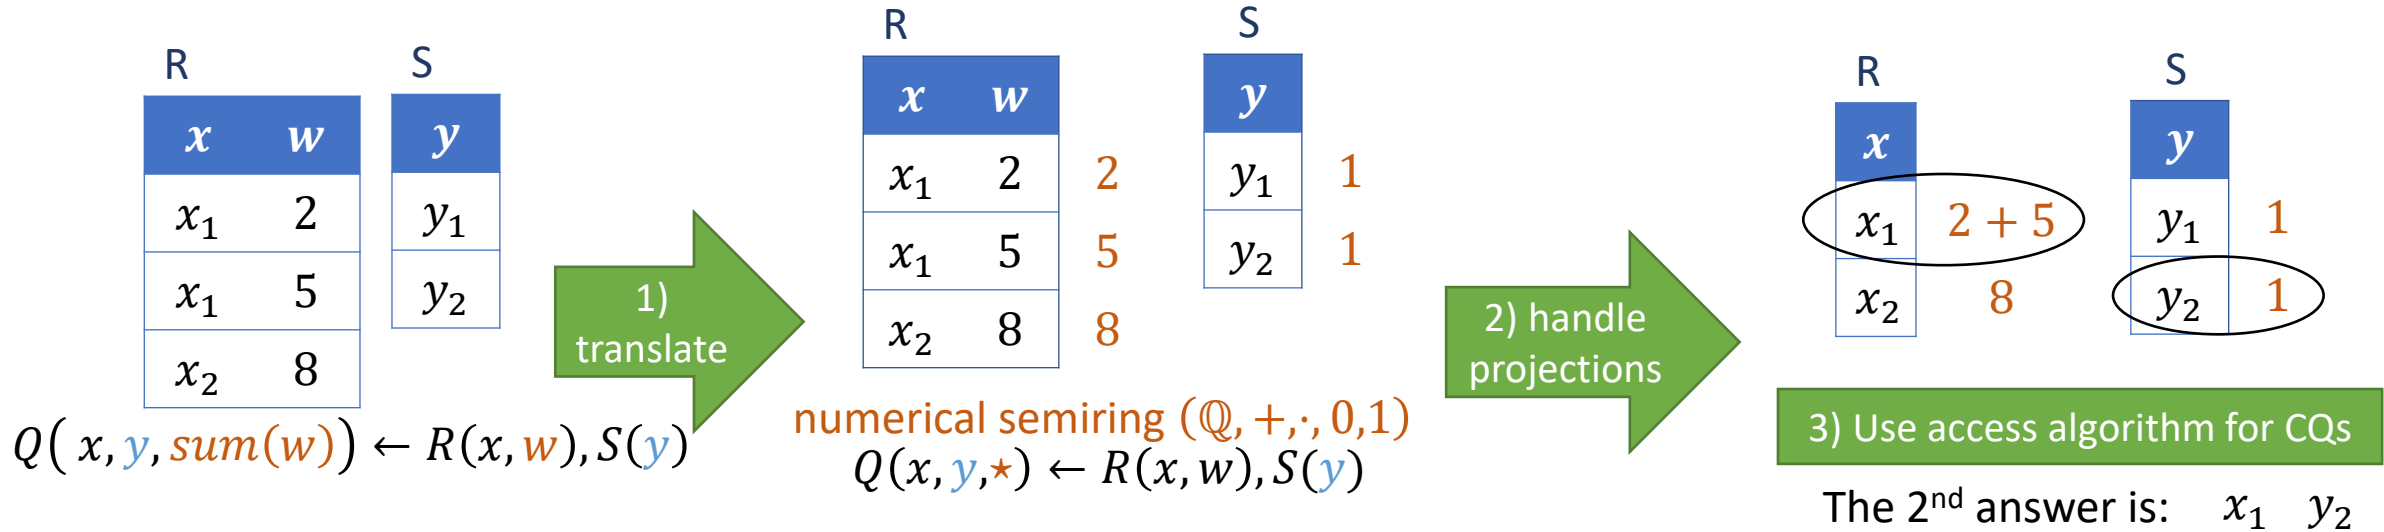 R S
x w y
x₁ 2 y₁
x₁ 5 y₂
x₂ 8
Q( x, y, sum(w)) ← R(x, w), S(y)
1)
translate
R S
x w y
x₁ 2 2 y₁ 1
x₁ 5 5 y₂ 1
x₂ 8 8
numerical semiring (ℚ, +,·, 0,1)
Q(x, y,⋆) ← R(x, w), S(y)
2) handle
projections
R S
x y
x₁ 2 + 5 y₁ 1
x₂ 8 y₂ 1
3) Use access algorithm for CQs
The 2nd answer is: x₁ y₂